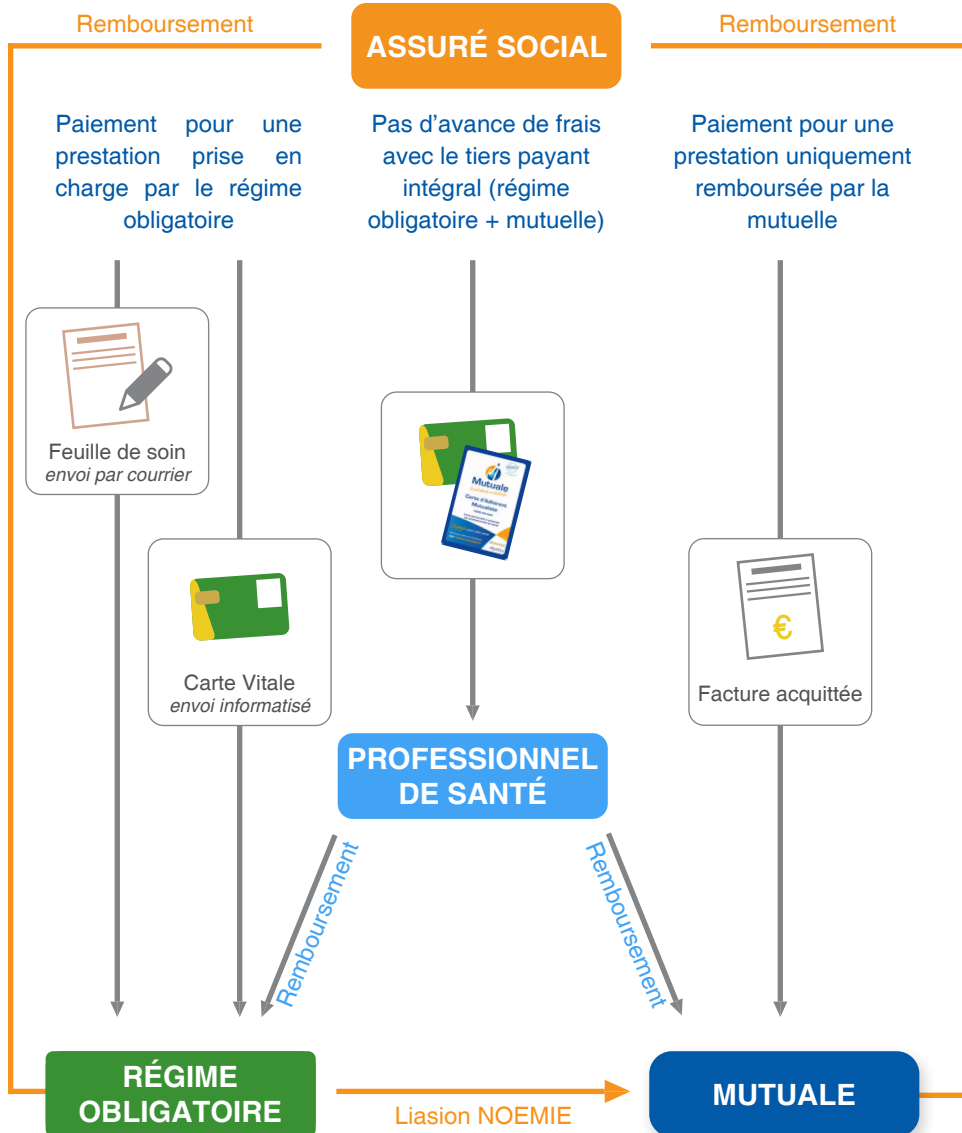 Remboursement
ASSURÉ SOCIAL
Remboursement
Paiement pour une
prestation prise en
charge par le régime
obligatoire
Pas d'avance de frais
avec le tiers payant
intégral (régime
obligatoire + mutuelle)
Paiement pour une
prestation uniquement
remboursée par la
mutuelle
Feuille de soin
envoi par courrier
Mutuale
Carte d'Adhérent
Mutualiste
Carte Vitale
envoi informatisé
€
Facture acquittée
PROFESSIONNEL
DE SANTÉ
Remboursement
Remboursement
RÉGIME
OBLIGATOIRE
Liasion NOEMIE
MUTUALE